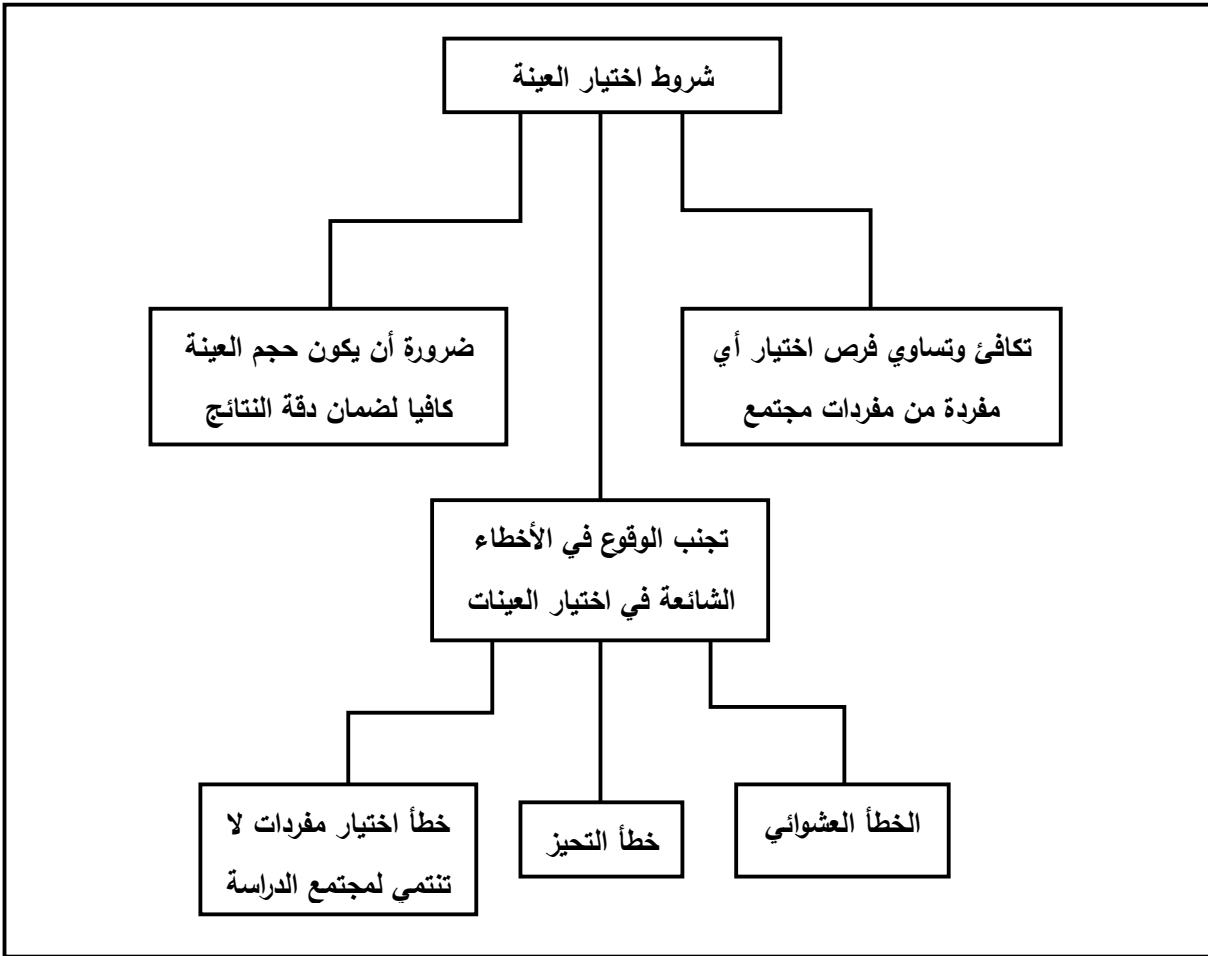 شروط اختيار العينة
تكافئ وتساوي فرص اختيار أي
مفردة من مفردات مجتمع
ضرورة أن يكون حجم العينة
كافيا لضمان دقة النتائج
تجنب الوقوع في الأخطاء
الشائعة في اختيار العينات
الخطأ العشوائي
خطأ التحيز
خطأ اختيار مفردات لا
تنتمي لمجتمع الدراسة